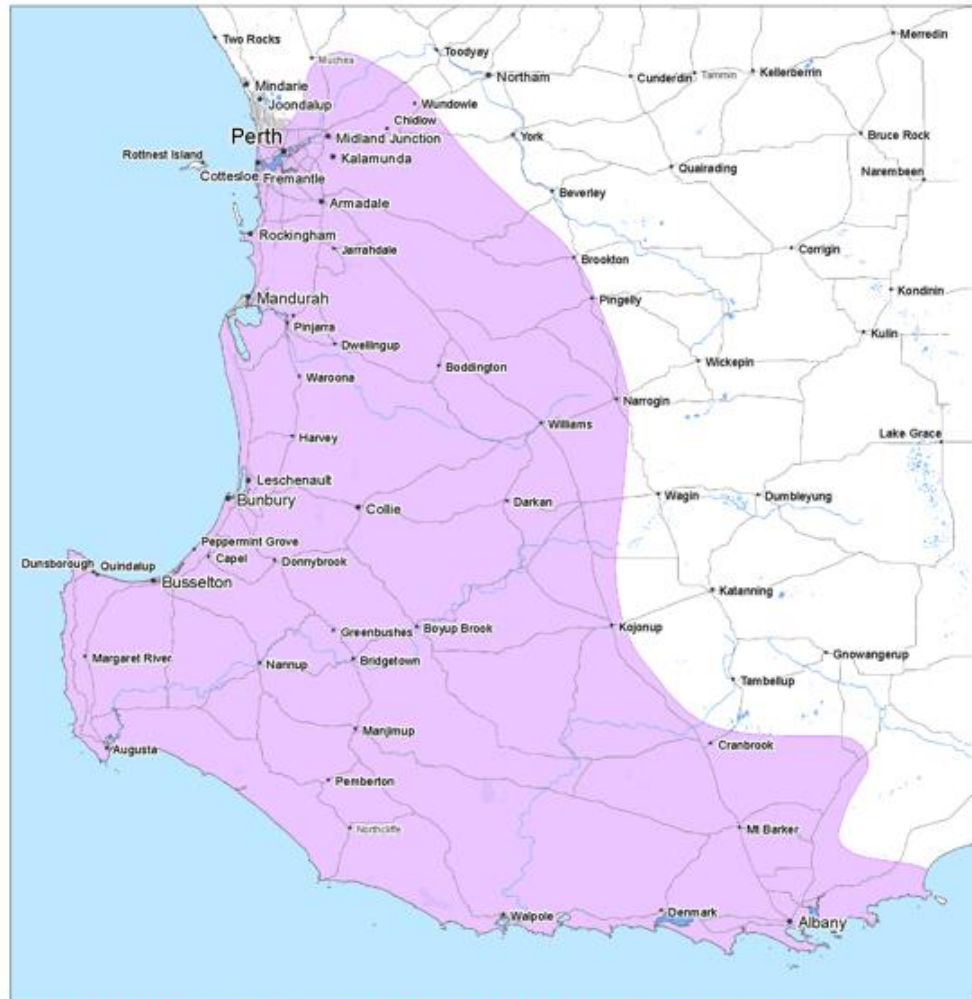 Two Rocks
Muchea
Toodyay
Merredin
Mindarie
Joondalup
Northam
Cunderdin
Tammin
Kellerberrin
Wundowie
Chidlow
Perth
Midland Junction
York
Bruce Rock
Rottnest Island
Kalamunda
Quairading
Narembeen
Cottesloe
Fremantle
Armadale
Beverley
Rockingham
Jarrahdale
Corrigin
Brookton
Mandurah
Pingelly
Kondinin
Pinjarra
Kulin
Dwellingup
Boddington
Wickepin
Waroona
Narrogin
Williams
Harvey
Lake Grace
Leschenault
Bunbury
Collie
Darkan
Wagin
Dumbleyung
Peppermint Grove
Dunsborough
Quindalup
Capel
Donnybrook
Busselton
Katanning
Greenbushes
Boyup Brook
Kojonup
Margaret River
Nannup
Bridgetown
Gnowangerup
Tambellup
Manjimup
Cranbrook
Augusta
Pemberton
Northcliffe
Mt Barker
Walpole
Denmark
Albany